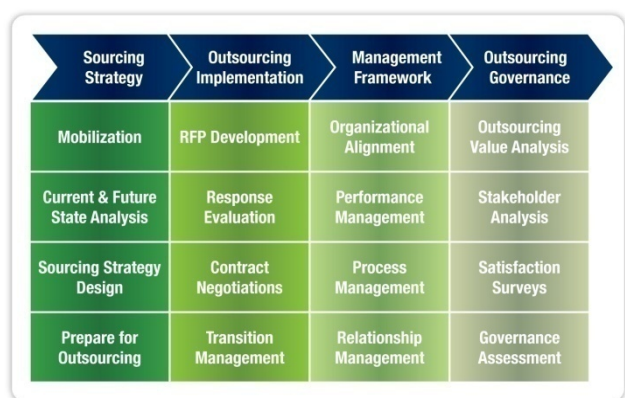 Sourcing
Strategy
Outsourcing
Implementation
Management
Framework
Outsourcing
Governance
Mobilization
RFP Development
Organizational
Alignment
Outsourcing
Value Analysis
Current & Future
State Analysis
Response
Evaluation
Performance
Management
Stakeholder
Analysis
Sourcing Strategy
Design
Contract
Negotiations
Process
Management
Satisfaction
Surveys
Prepare for
Outsourcing
Transition
Management
Relationship
Management
Governance
Assessment